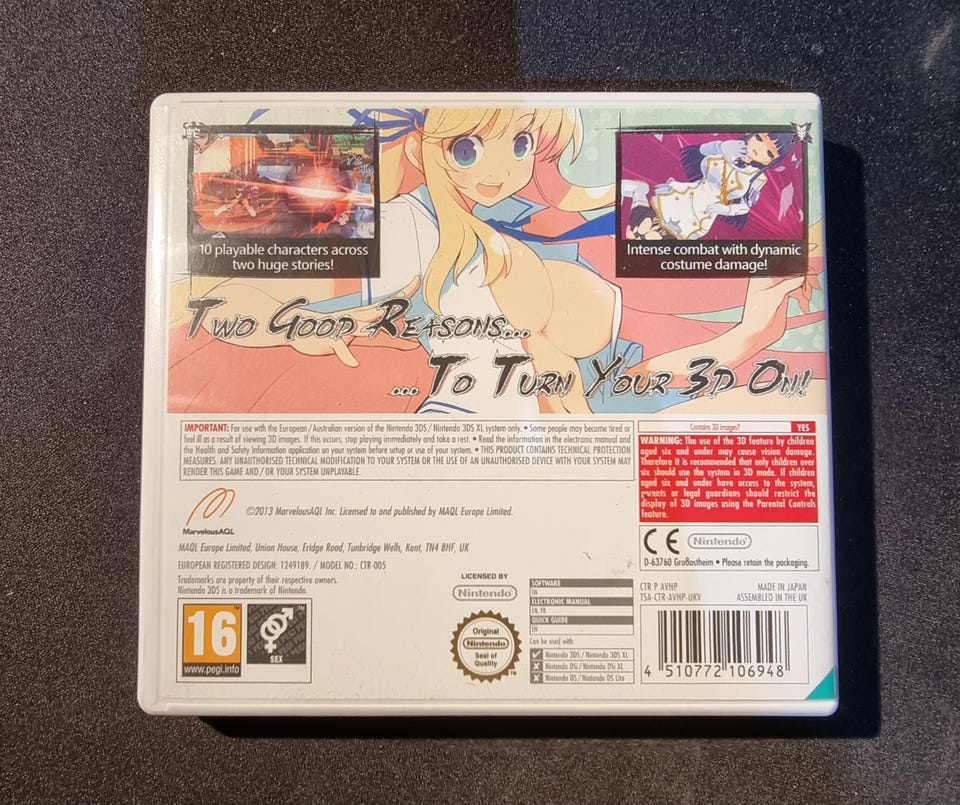 10 playable characters across
two huge stories!
Intense combat with dynamic
costume damage!
Two Good Reasons...
...To Turn Your 3D On!
IMPORTANT: For use with the European/Australian version of the Nintendo 3DS/Nintendo 3DS XL system only. • Some people may become tired or
feel ill as a result of viewing 3D images. If this occurs, stop playing immediately and take a rest. • Read the information in the electronic manual and
the Health and Safety Information application on your system before setup or use of your system. • THIS PRODUCT CONTAINS TECHNICAL PROTECTION
MEASURES. ANY UNAUTHORISED TECHNICAL MODIFICATION TO YOUR SYSTEM OR THE USE OF AN UNAUTHORISED DEVICE WITH YOUR SYSTEM MAY
RENDER THIS GAME AND/OR YOUR SYSTEM UNPLAYABLE.
Contains 3D images? YES
WARNING: The use of the 3D feature by children
aged six and under may cause vision damage.
Therefore it is recommended that only children over
six should use the system in 3D mode. If children
aged six and under have access to the system,
parents or legal guardians should restrict the
display of 3D images using the Parental Controls
feature.
MarvelousAQL
©2013 MarvelousAQL Inc. Licensed to and published by MAQL Europe Limited.
MAQL Europe Limited, Union House, Eridge Road, Tunbridge Wells, Kent, TN4 8HF, UK
EUROPEAN REGISTERED DESIGN: 1249189. / MODEL NO.: CTR-005
Trademarks are property of their respective owners.
Nintendo 3DS is a trademark of Nintendo.
CE Nintendo
D-63760 Großostheim • Please retain the packaging.
16
www.pegi.info
SEX
LICENSED BY
Nintendo
Original
Nintendo
Seal of
Quality
SOFTWARE
EN
ELECTRONIC MANUAL
EN, FR
QUICK GUIDE
EN
Can be used with
Nintendo 3DS/Nintendo 3DS XL
Nintendo DSi/Nintendo DSi XL
Nintendo DS/Nintendo DS Lite
CTR P AVHP
TSA-CTR-AVHP-UKV
MADE IN JAPAN
ASSEMBLED IN THE UK
4 510772 106948